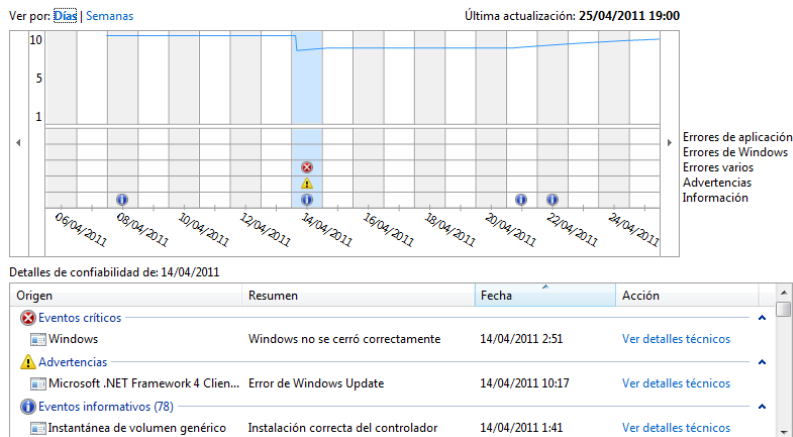 Ver por: Días | Semanas
Última actualización: 25/04/2011 19:00
10
5
1
Errores de aplicación
Errores de Windows
Errores varios
Advertencias
Información
06/04/2011
08/04/2011
10/04/2011
12/04/2011
14/04/2011
16/04/2011
18/04/2011
20/04/2011
22/04/2011
24/04/2011
Detalles de confiabilidad de: 14/04/2011
Origen Resumen Fecha Acción
Eventos críticos
Windows Windows no se cerró correctamente 14/04/2011 2:51 Ver detalles técnicos
Advertencias
Microsoft .NET Framework 4 Clien... Error de Windows Update 14/04/2011 10:17 Ver detalles técnicos
Eventos informativos (78)
Instantánea de volumen genérico Instalación correcta del controlador 14/04/2011 1:41 Ver detalles técnicos